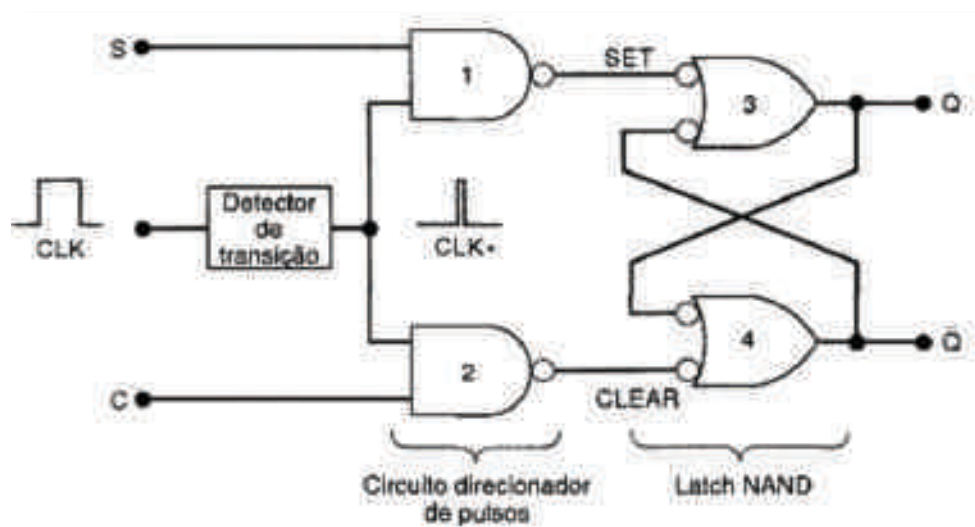 S
1
SET
3
Q
CLK
Detector
de
transição
CLK*
4
Q
2
C
CLEAR
Circuito direcionador
de pulsos
Latch NAND